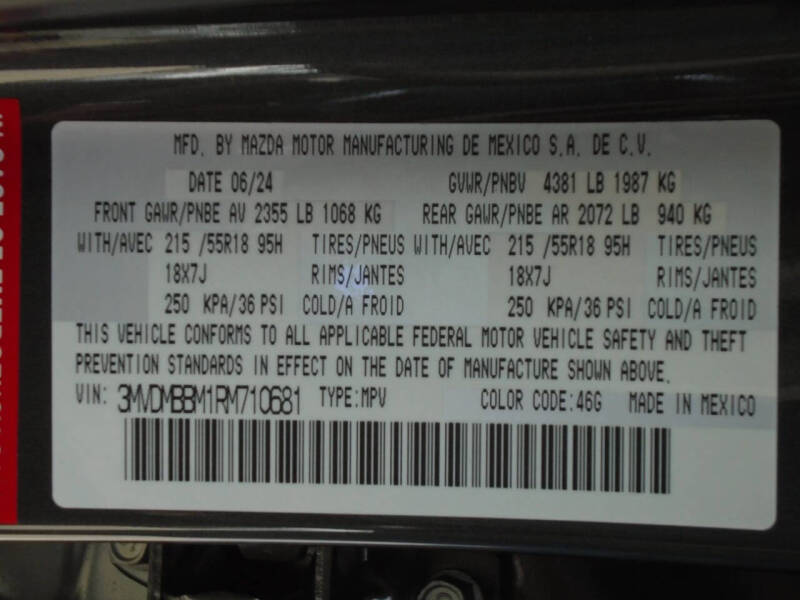 MFD. BY MAZDA MOTOR MANUFACTURING DE MEXICO S.A. DE C.V.
DATE 06/24 GVWR/PNBV 4381 LB 1987 KG
FRONT GAWR/PNBE AV 2355 LB 1068 KG REAR GAWR/PNBE AR 2072 LB 940 KG
WITH/AVEC 215 /55R18 95H TIRES/PNEUS WITH/AVEC 215 /55R18 95H TIRES/PNEUS
18X7J RIMS/JANTES 18X7J RIMS/JANTES
250 KPA/36 PSI COLD/A FROID 250 KPA/36 PSI COLD/A FROID
THIS VEHICLE CONFORMS TO ALL APPLICABLE FEDERAL MOTOR VEHICLE SAFETY AND THEFT
PREVENTION STANDARDS IN EFFECT ON THE DATE OF MANUFACTURE SHOWN ABOVE.
VIN: 3MVDMBBM1RM710681 TYPE:MPV COLOR CODE:46G MADE IN MEXICO